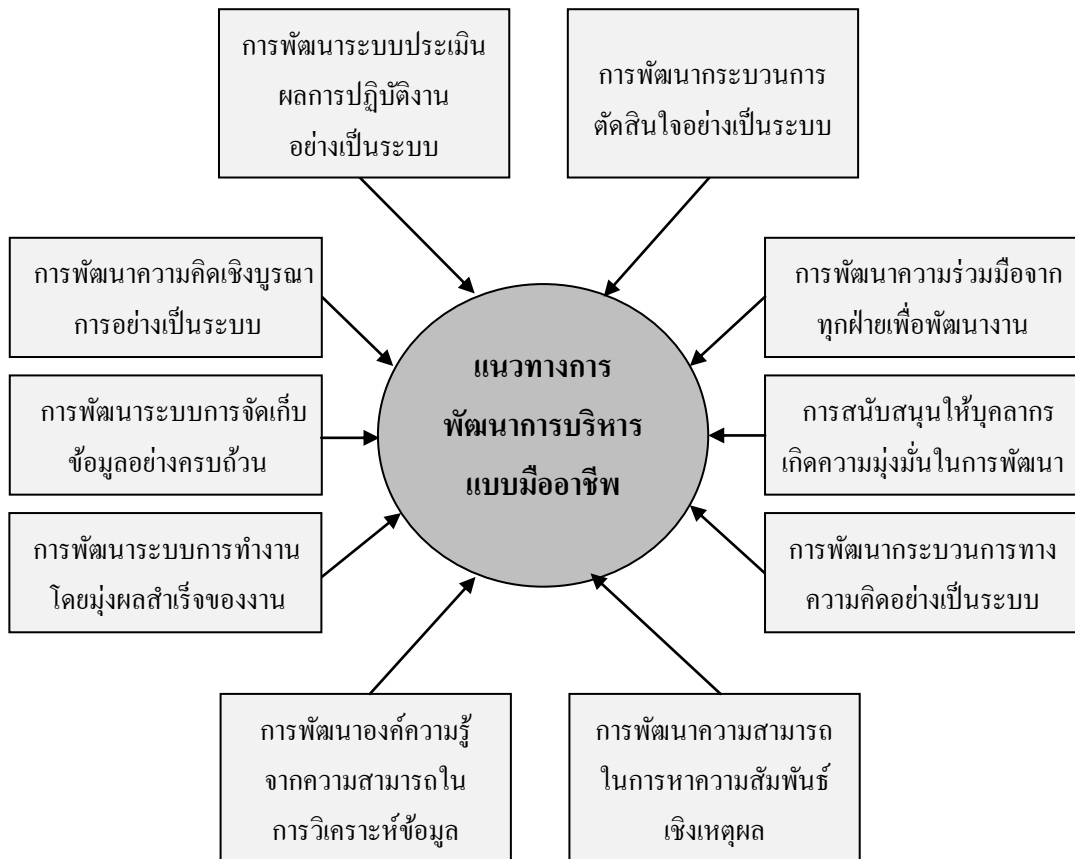 การพัฒนาระบบประเมิน
ผลการปฏิบัติงาน
อย่างเป็นระบบ
การพัฒนากระบวนการ
ตัดสินใจอย่างเป็นระบบ
การพัฒนาความคิดเชิงบูรณา
การอย่างเป็นระบบ
การพัฒนาความร่วมมือจาก
ทุกฝ่ายเพื่อพัฒนางาน
แนวทางการ
พัฒนาการบริหาร
แบบมืออาชีพ
การพัฒนาระบบการจัดเก็บ
ข้อมูลอย่างครบถ้วน
การสนับสนุนให้บุคลากร
เกิดความมุ่งมั่นในการพัฒนา
การพัฒนาระบบการทำงาน
โดยมุ่งผลสำเร็จของงาน
การพัฒนากระบวนการทาง
ความคิดอย่างเป็นระบบ
การพัฒนาองค์ความรู้
จากความสามารถใน
การวิเคราะห์ข้อมูล
การพัฒนาความสามารถ
ในการหาความสัมพันธ์
เชิงเหตุผล